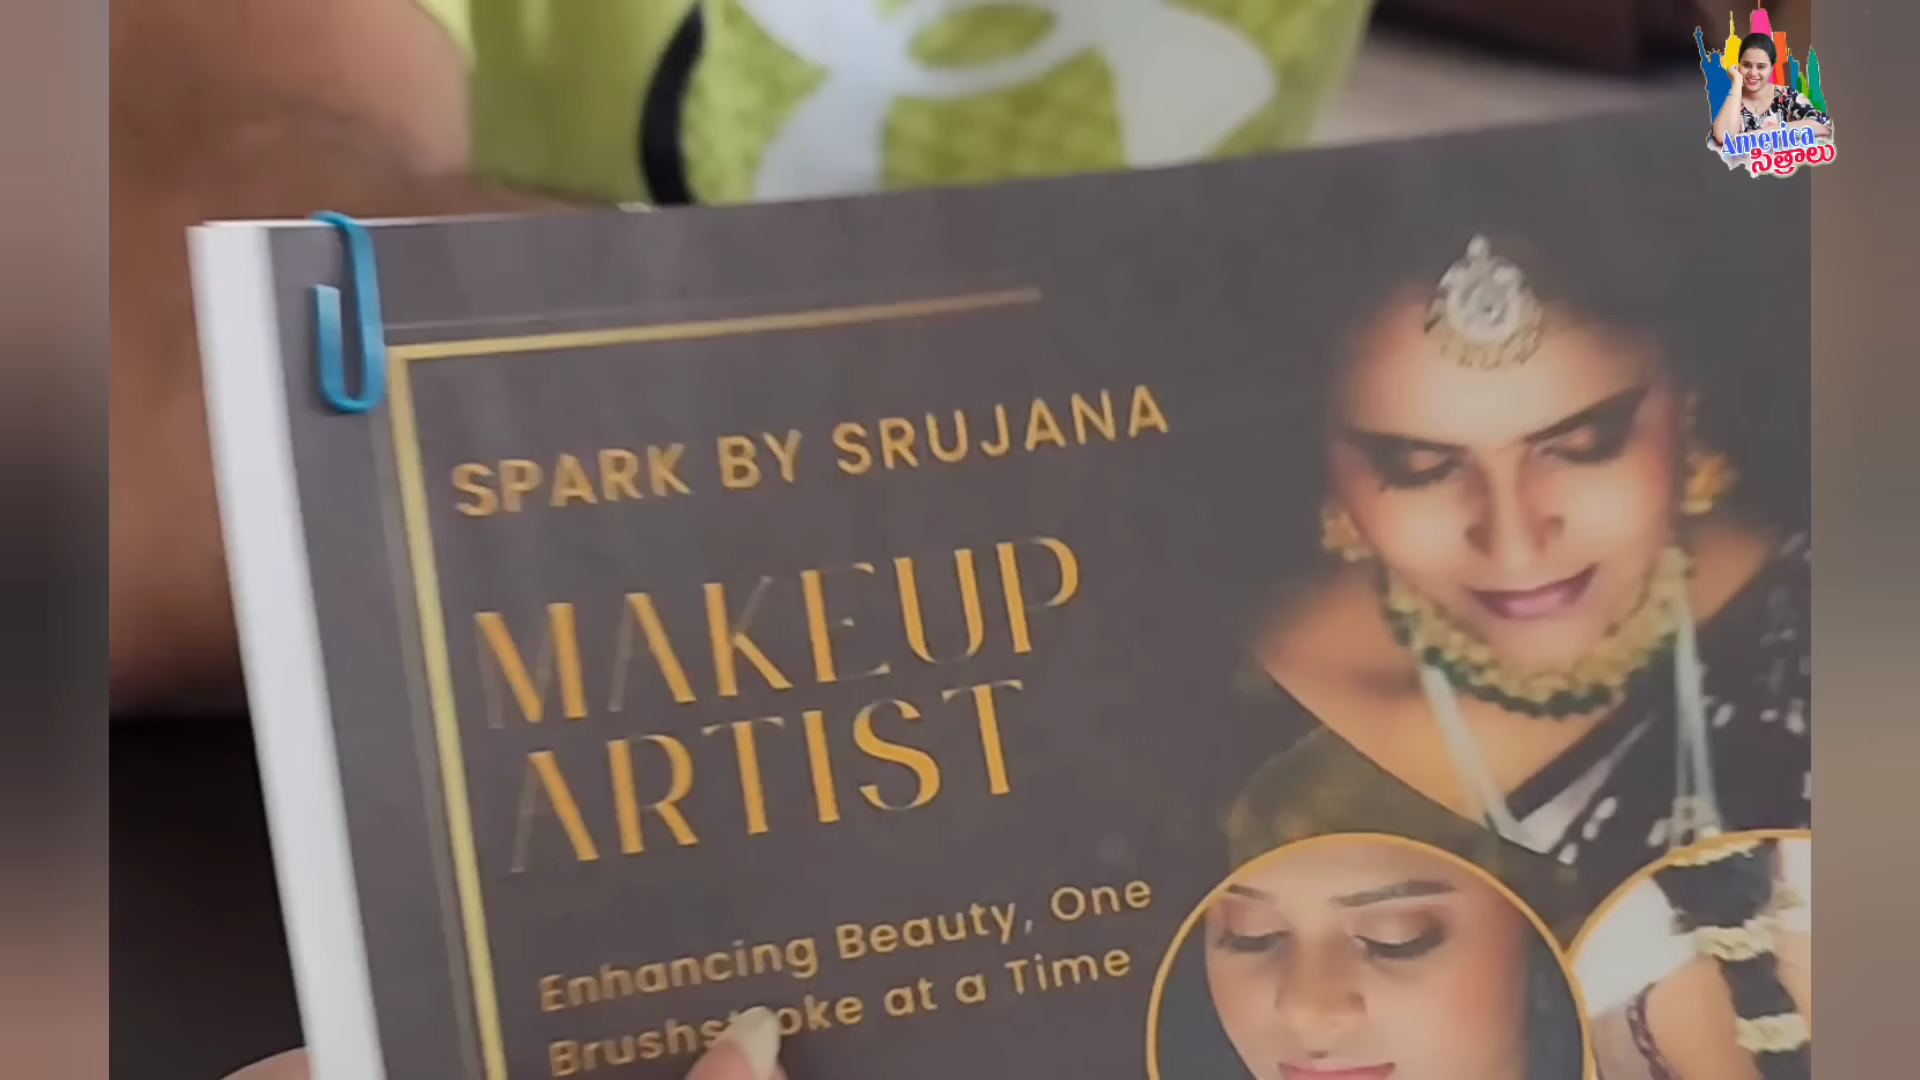 America
సిత్రాలు
SPARK BY SRUJANA
MAKEUP
ARTIST
Enhancing Beauty, One
Brushstroke at a Time